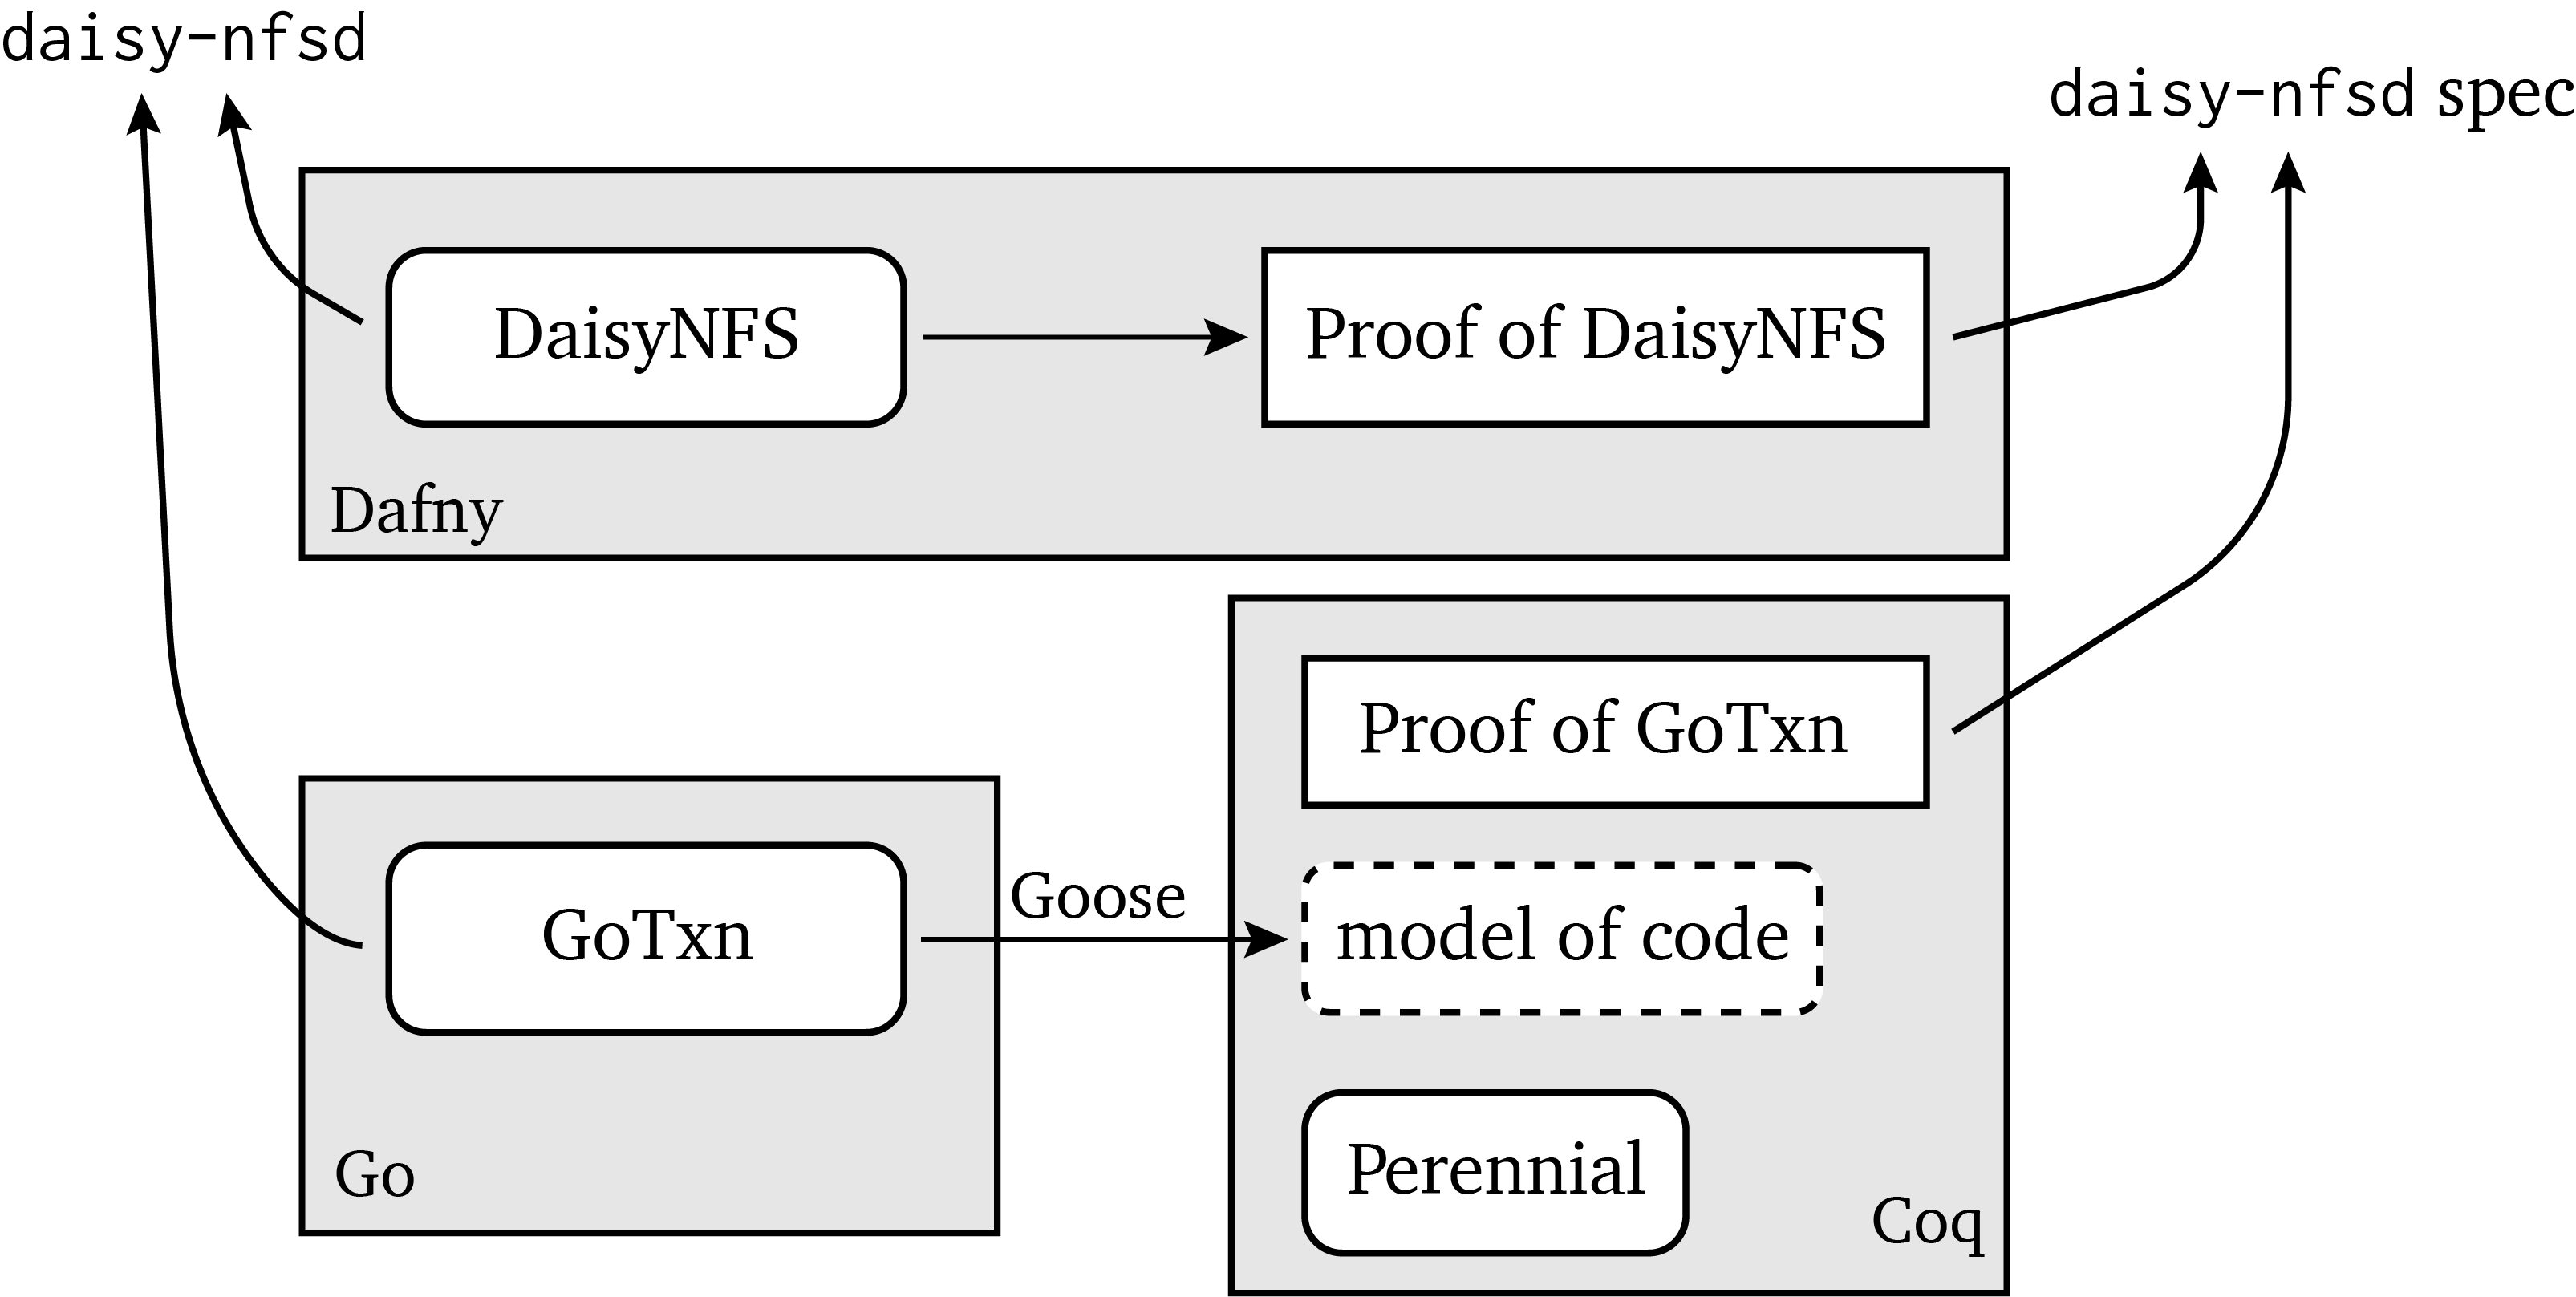 daisy-nfsd
daisy-nfsd spec
DaisyNFS
Proof of DaisyNFS
Dafny
Proof of GoTxn
GoTxn
Goose
model of code
Go
Perennial
Coq